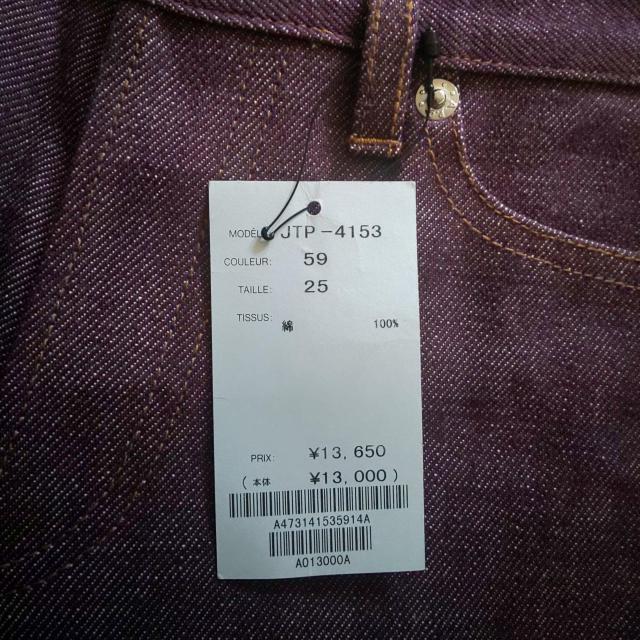 MODÈLE: JTP-4153
COULEUR: 59
TAILLE: 25
TISSUS:
綿 100%
PRIX: ¥13,650
(本体 ¥13,000)
A473141535914A
A013000A